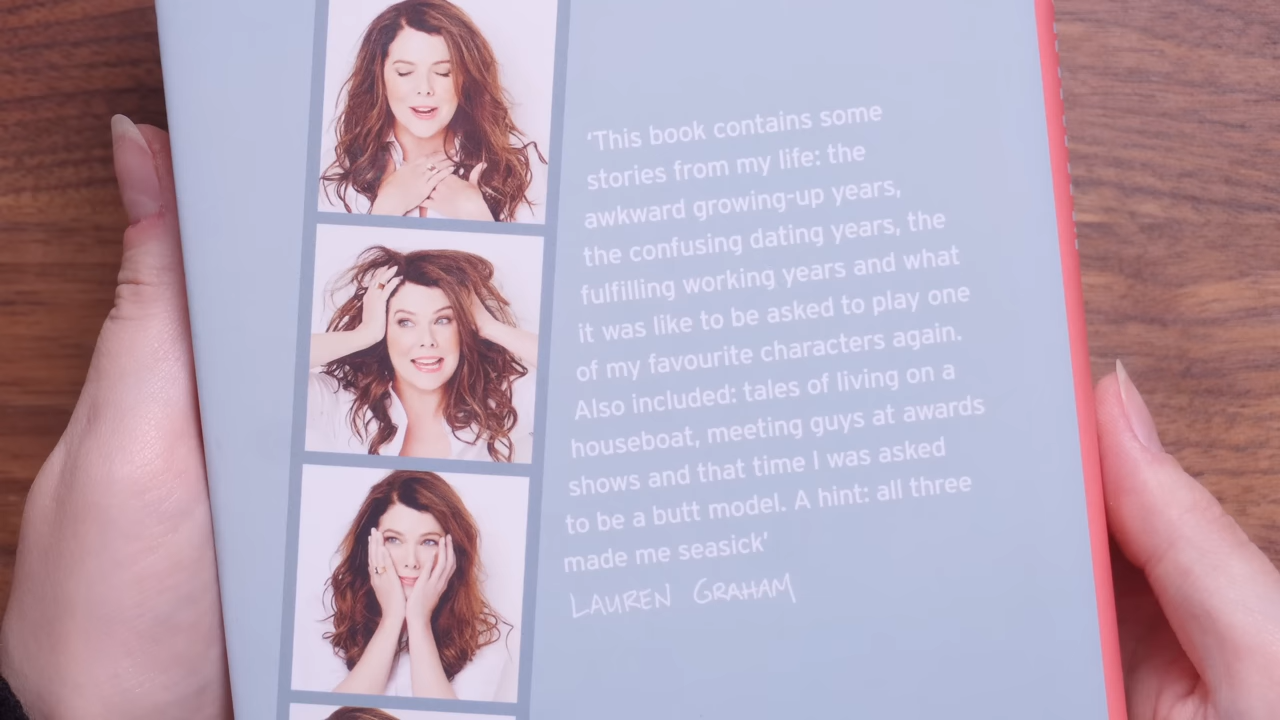 ‘This book contains some
stories from my life: the
awkward growing-up years,
the confusing dating years, the
fulfilling working years and what
it was like to be asked to play one
of my favourite characters again.
Also included: tales of living on a
houseboat, meeting guys at awards
shows and that time I was asked
to be a butt model. A hint: all three
made me seasick’
LAUREN GRAHAM